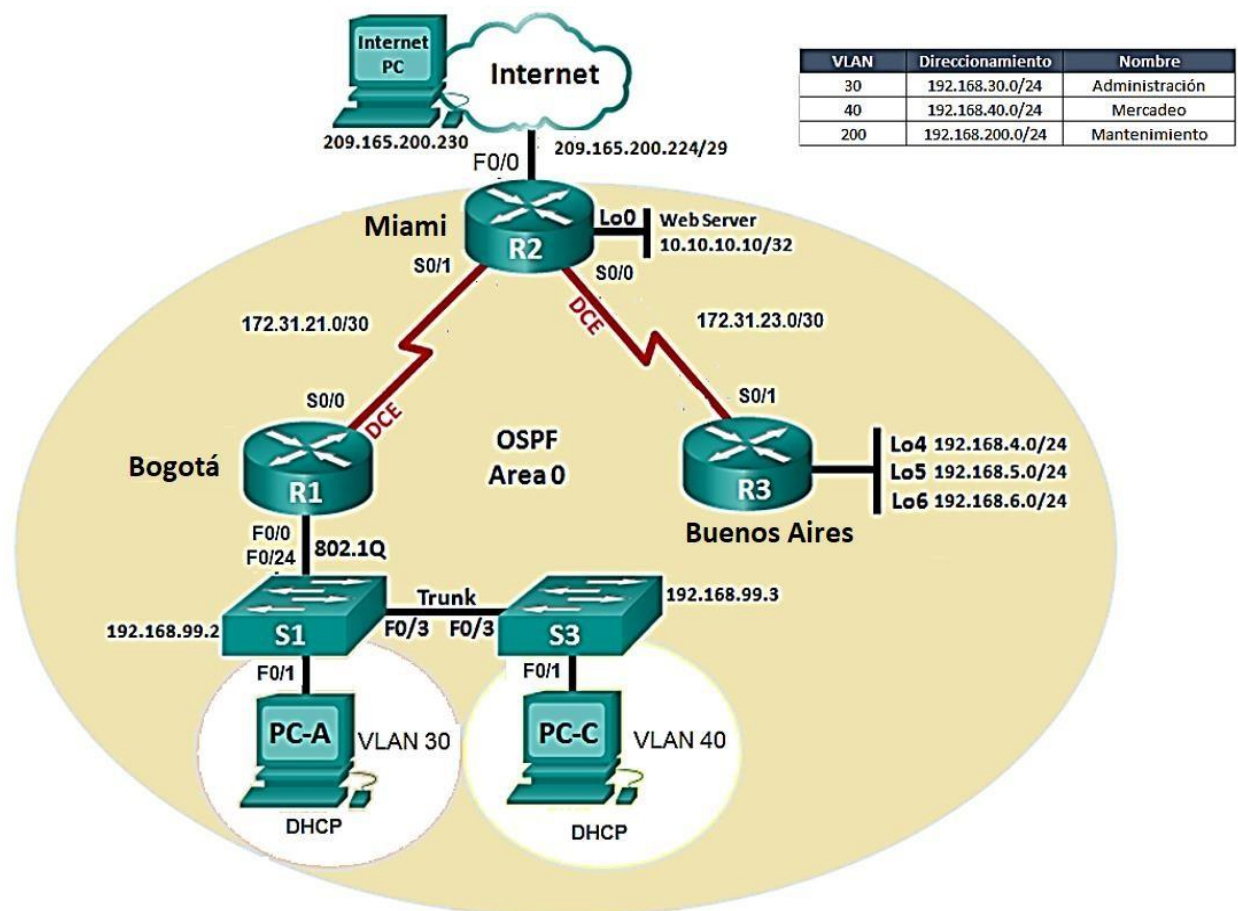 Internet
PC
Internet
209.165.200.230
209.165.200.224/29
F0/0
VLAN Direccionamiento Nombre
30 192.168.30.0/24 Administración
40 192.168.40.0/24 Mercadeo
200 192.168.200.0/24 Mantenimiento
Miami
R2
Lo0
Web Server
10.10.10.10/32
S0/1
S0/0
DCE
172.31.21.0/30
172.31.23.0/30
S0/0
DCE
S0/1
Bogotá
R1
OSPF
Area 0
R3
Lo4 192.168.4.0/24
Lo5 192.168.5.0/24
Lo6 192.168.6.0/24
Buenos Aires
F0/0
F0/24
802.1Q
192.168.99.2
S1
Trunk
F0/3 F0/3
S3
192.168.99.3
F0/1
F0/1
PC-A
VLAN 30
DHCP
PC-C
VLAN 40
DHCP